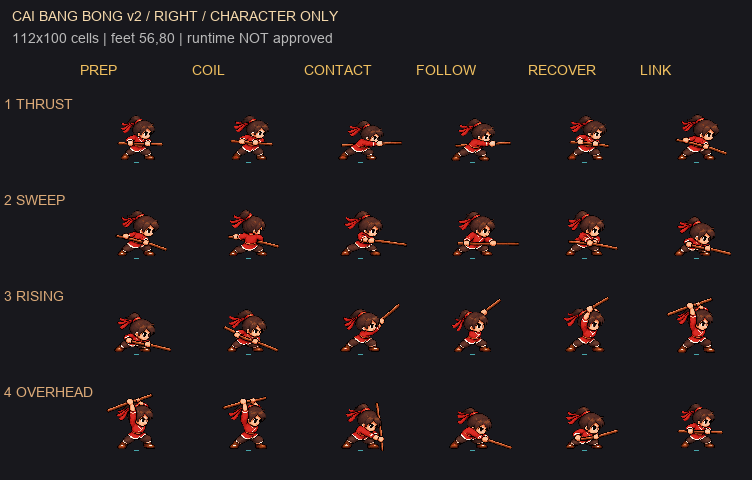 CAI BANG BONG v2 / RIGHT / CHARACTER ONLY
112x100 cells | feet 56,80 | runtime NOT approved
PREP COIL CONTACT FOLLOW RECOVER LINK
1 THRUST
2 SWEEP
3 RISING
4 OVERHEAD